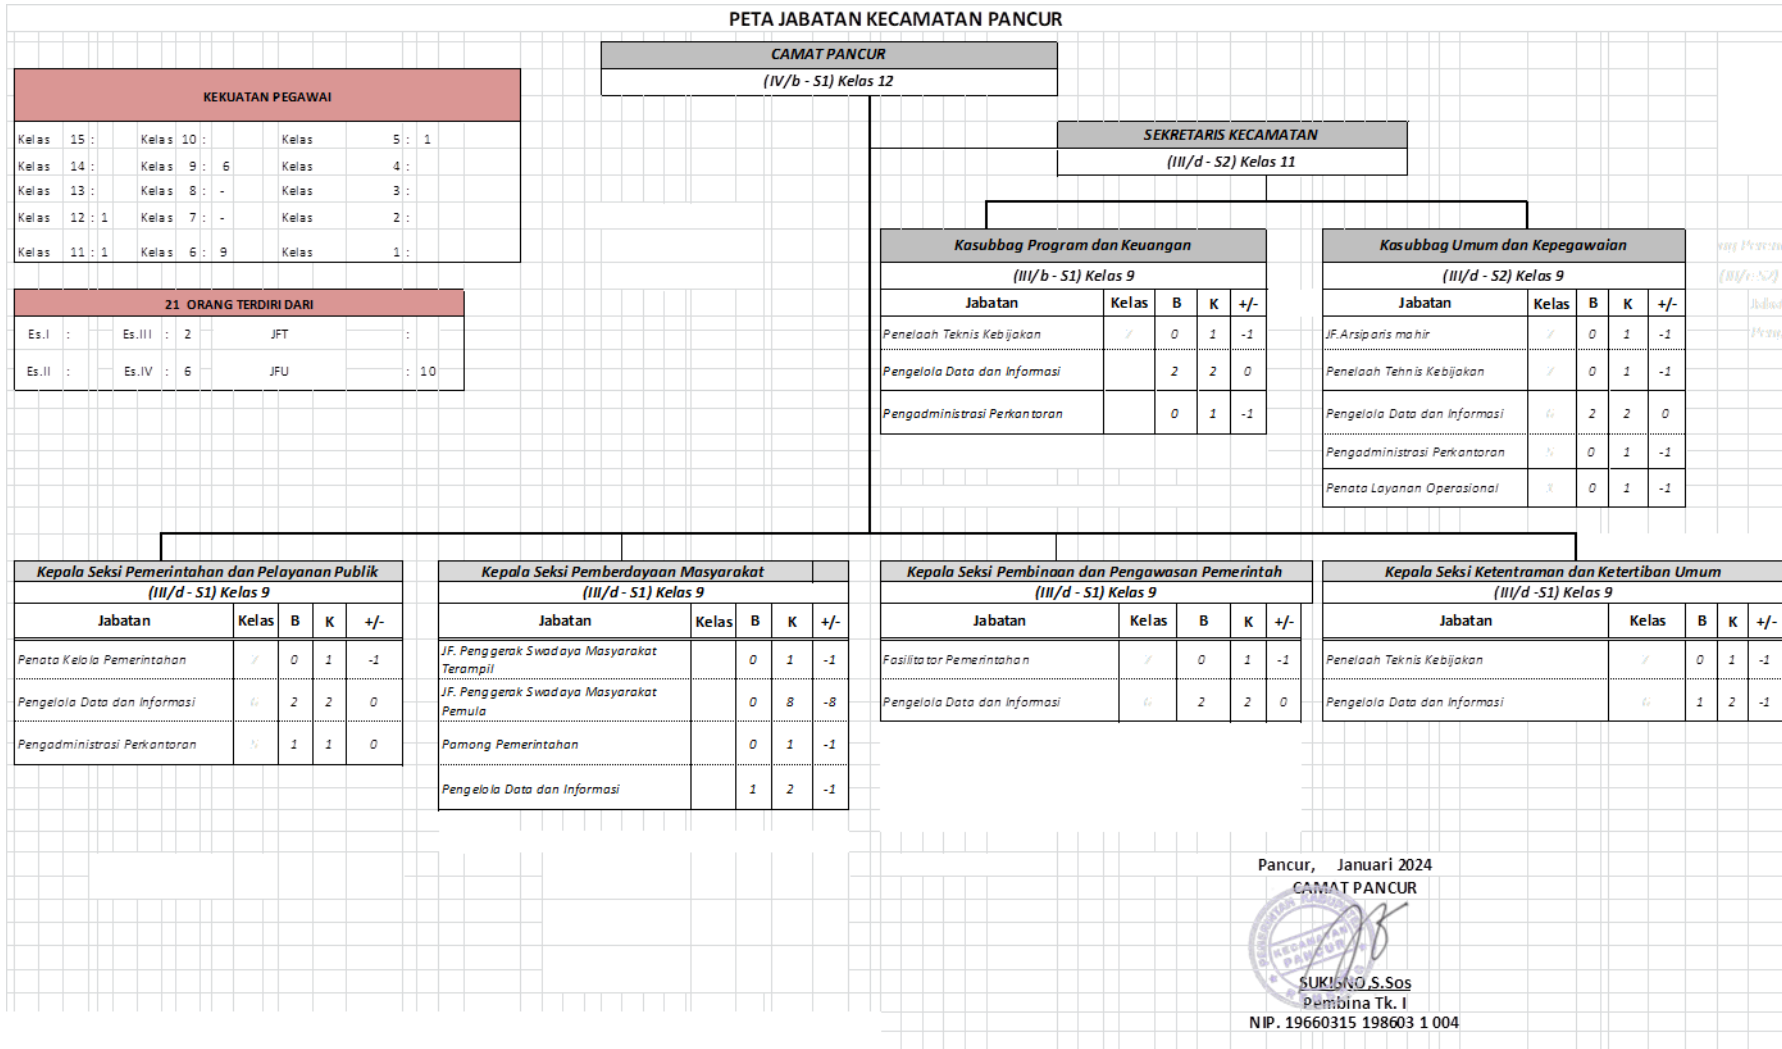 PETA JABATAN KECAMATAN PANCUR
CAMAT PANCUR
(IV/b - S1) Kelas 12
KEKUATAN PEGAWAI
Kelas 15 : Kelas 10 : Kelas 5 : 1
Kelas 14 : Kelas 9 : 6 Kelas 4 :
Kelas 13 : Kelas 8 : - Kelas 3 :
Kelas 12 : 1 Kelas 7 : - Kelas 2 :
Kelas 11 : 1 Kelas 6 : 9 Kelas 1 :
SEKRETARIS KECAMATAN
(III/d - S2) Kelas 11
21 ORANG TERDIRI DARI
Es.I : Es.III : 2 JFT :
Es.II : Es.IV : 6 JFU : 10
Kasubbag Program dan Keuangan
(III/b - S1) Kelas 9
Jabatan Kelas B K +/-
Penelaah Teknis Kebijakan 0 1 -1
Pengelola Data dan Informasi 2 2 0
Pengadministrasi Perkantoran 0 1 -1
Kasubbag Umum dan Kepegawaian
(III/d - S2) Kelas 9
Jabatan Kelas B K +/-
JF.Arsiparis mahir 0 1 -1
Penelaah Tehnis Kebijakan 0 1 -1
Pengelola Data dan Informasi 2 2 0
Pengadministrasi Perkantoran 0 1 -1
Penata Layanan Operasional 0 1 -1
Kepala Seksi Pemerintahan dan Pelayanan Publik
(III/d - S1) Kelas 9
Jabatan Kelas B K +/-
Penata Kelola Pemerintahan 0 1 -1
Pengelola Data dan Informasi 2 2 0
Pengadministrasi Perkantoran 1 1 0
Kepala Seksi Pemberdayaan Masyarakat
(III/d - S1) Kelas 9
Jabatan Kelas B K +/-
JF. Penggerak Swadaya Masyarakat
Terampil 0 1 -1
JF. Penggerak Swadaya Masyarakat
Pemula 0 8 -8
Pamong Pemerintahan 0 1 -1
Pengelola Data dan Informasi 1 2 -1
Kepala Seksi Pembinaan dan Pengawasan Pemerintah
(III/d - S1) Kelas 9
Jabatan Kelas B K +/-
Fasilitator Pemerintahan 0 1 -1
Pengelola Data dan Informasi 2 2 0
Kepala Seksi Ketentraman dan Ketertiban Umum
(III/d -S1) Kelas 9
Jabatan Kelas B K +/-
Penelaah Teknis Kebijakan 0 1 -1
Pengelola Data dan Informasi 1 2 -1
Pancur, Januari 2024
CAMAT PANCUR
KECAMATAN
PANCUR
SUKISNO,S.Sos
Pembina Tk. I
NIP. 19660315 198603 1 004